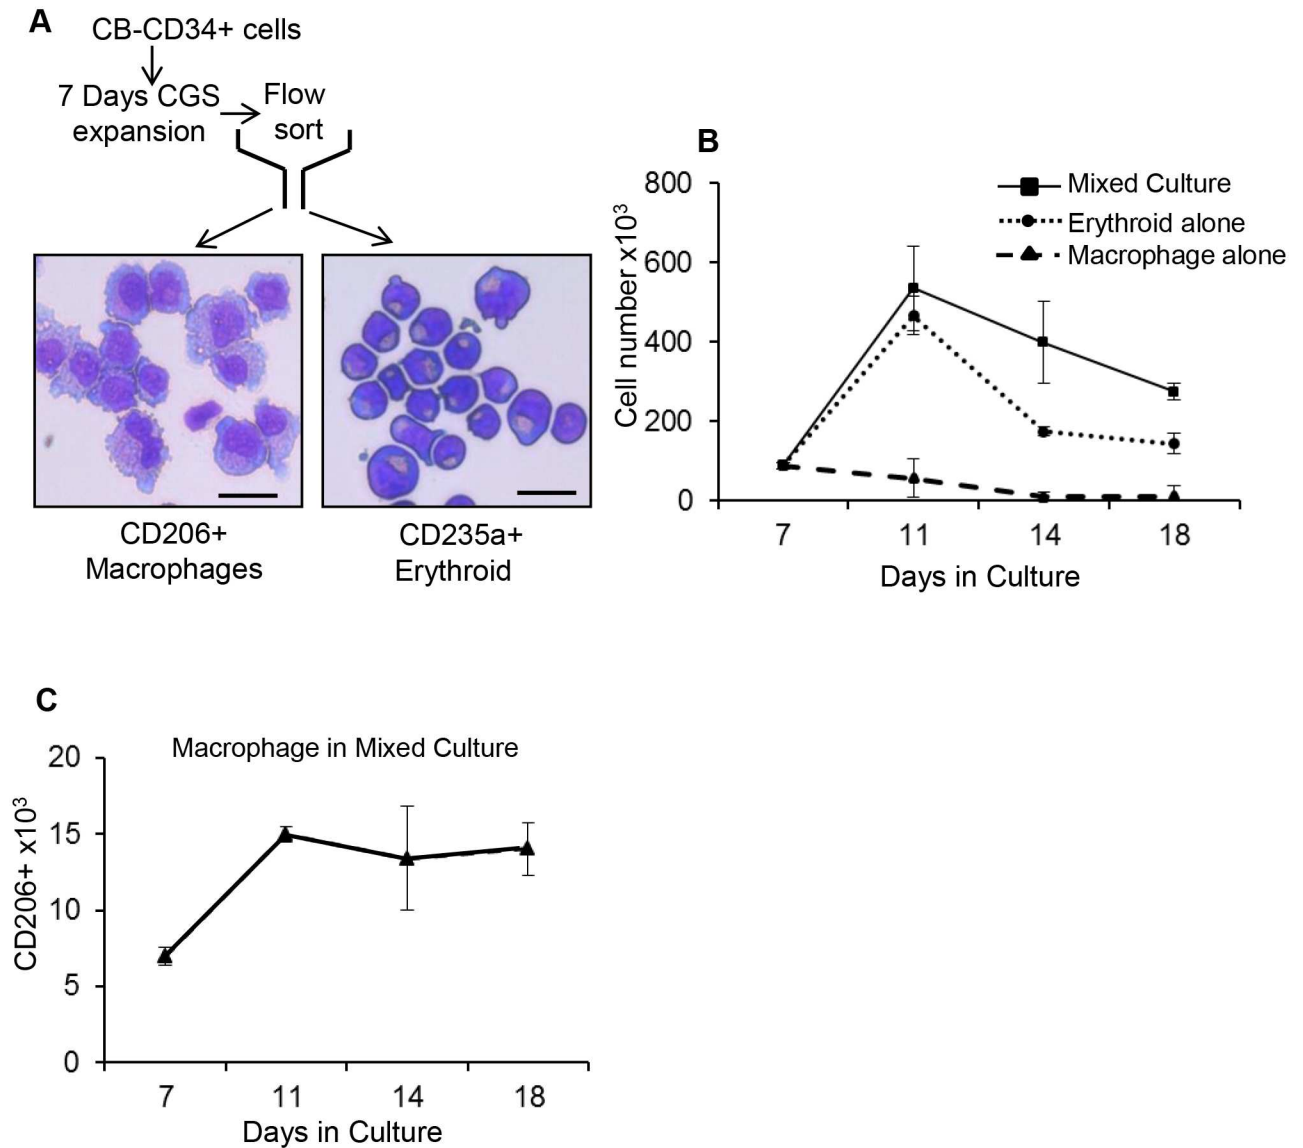 A
CB-CD34+ cells
7 Days CGS
expansion
Flow
sort
CD206+
Macrophages
CD235a+
Erythroid
B
Mixed Culture
Erythroid alone
Macrophage alone
Cell number x10³
800
600
400
200
0
7 11 14 18
Days in Culture
C
Macrophage in Mixed Culture
CD206+ x10³
20
15
10
5
0
7 11 14 18
Days in Culture